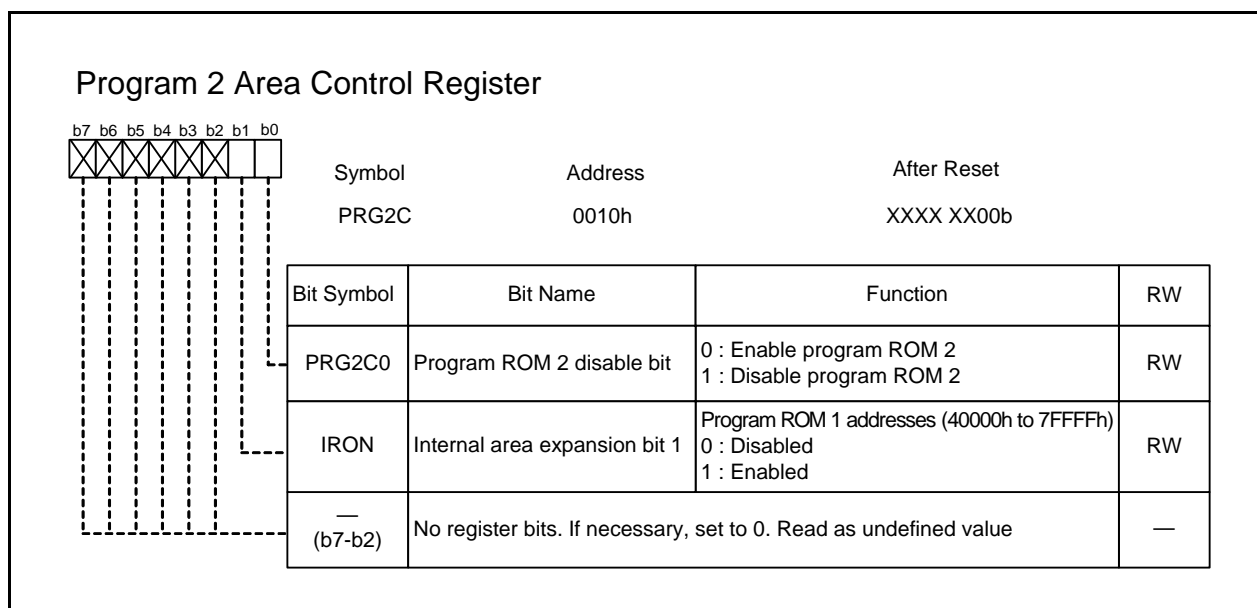 Program 2 Area Control Register
b7 b6 b5 b4 b3 b2 b1 b0
Symbol Address After Reset
PRG2C 0010h XXXX XX00b
Bit Symbol Bit Name Function RW
PRG2C0 Program ROM 2 disable bit 0 : Enable program ROM 2 RW
1 : Disable program ROM 2
IRON Internal area expansion bit 1 Program ROM 1 addresses (40000h to 7FFFFh) RW
0 : Disabled
1 : Enabled
—
(b7-b2) No register bits. If necessary, set to 0. Read as undefined value —